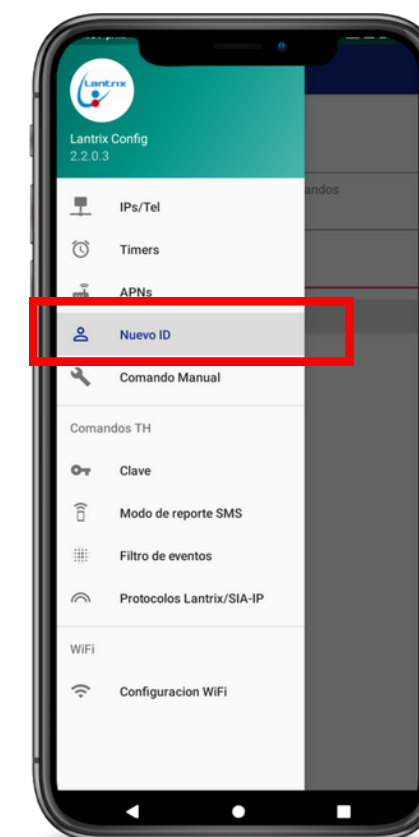 Lantrix
Lantrix Config
2.2.0.3
andos
IPs/Tel
Timers
APNs
Nuevo ID
Comando Manual
Comandos TH
Clave
Modo de reporte SMS
Filtro de eventos
Protocolos Lantrix/SIA-IP
WiFi
Configuracion WiFi